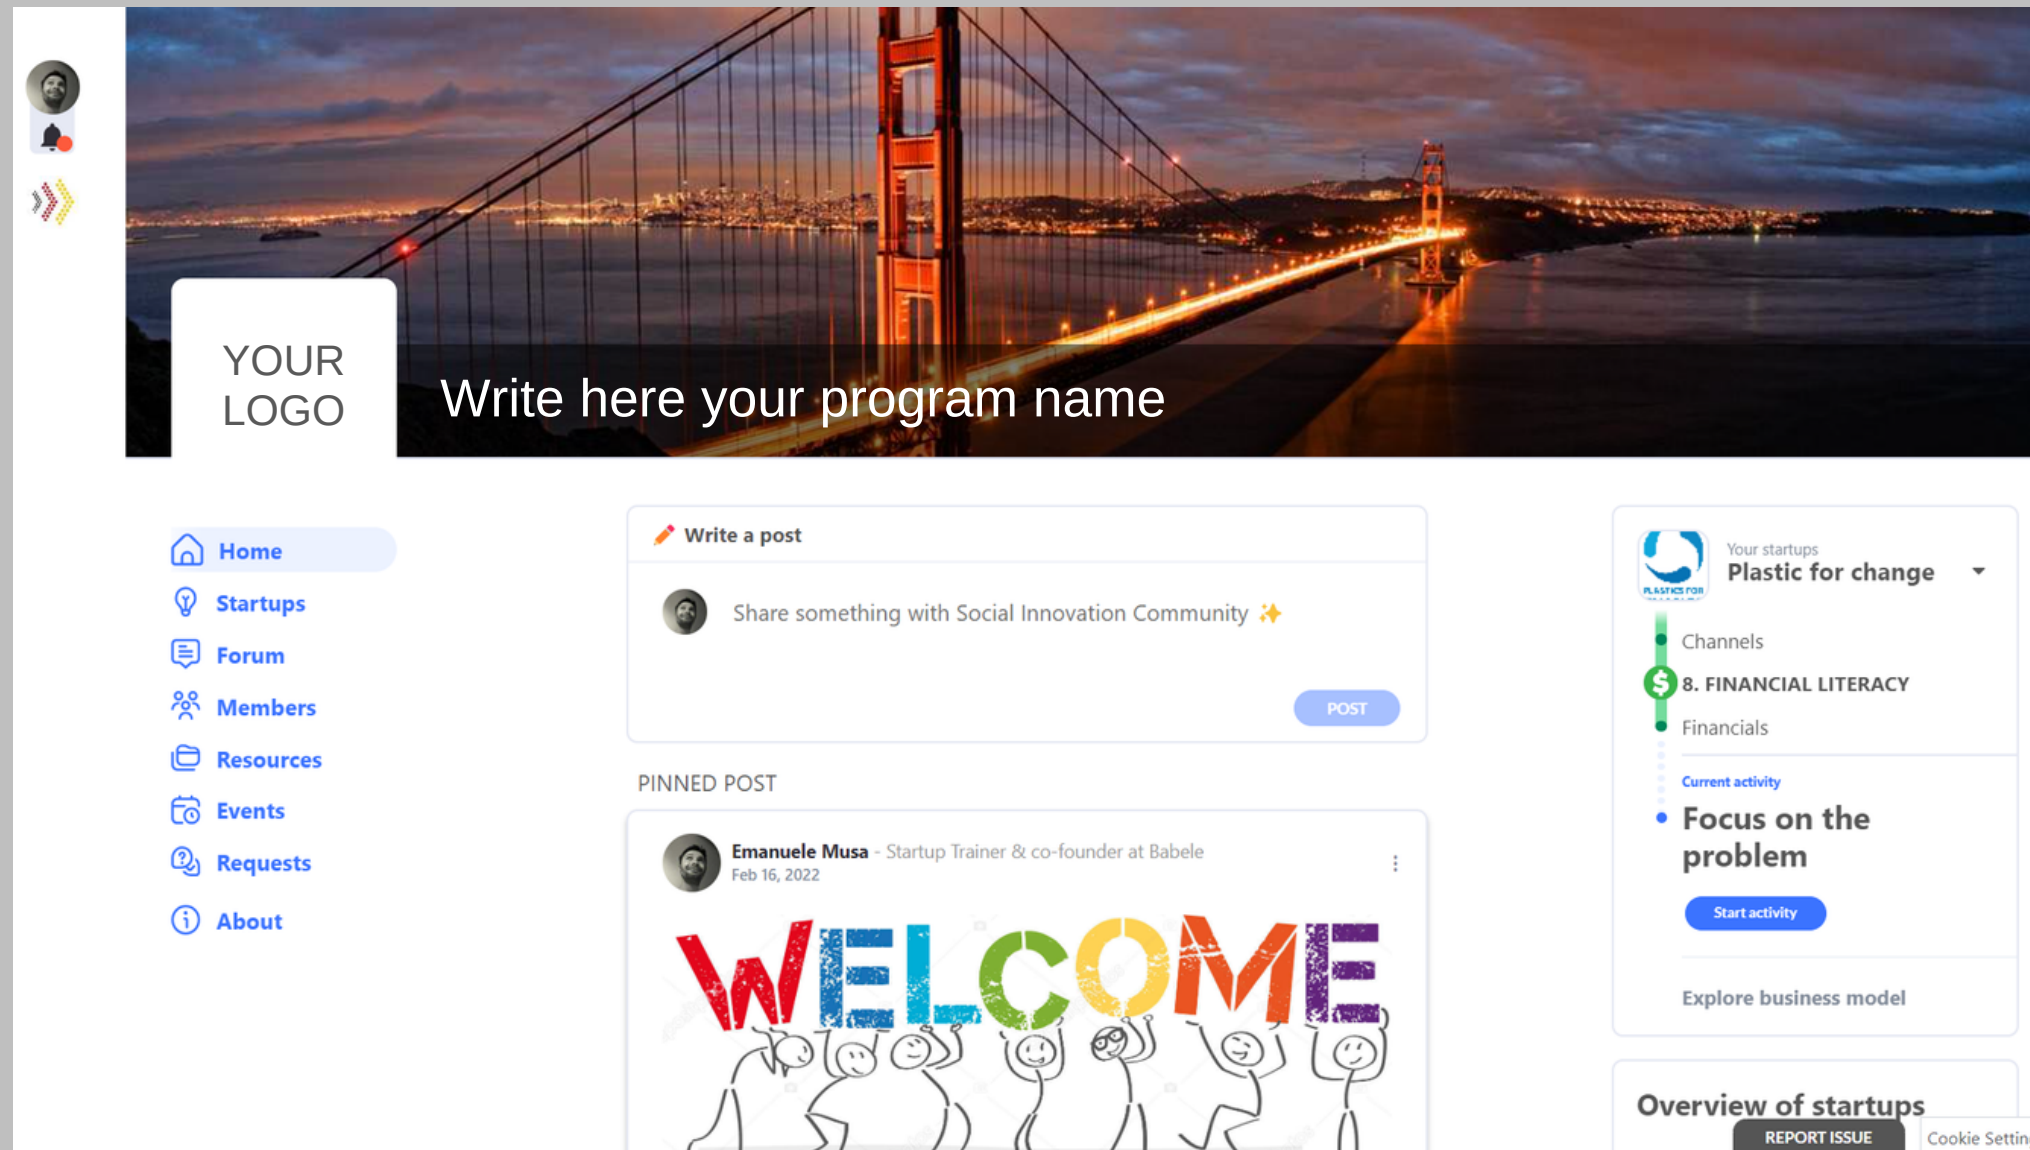 YOUR
LOGO
Write here your program name
Home
Startups
Forum
Members
Resources
Events
Requests
About
Write a post
Share something with Social Innovation Community ✨
POST
PINNED POST
Emanuele Musa - Startup Trainer & co-founder at Babele
Feb 16, 2022
WELCOME
Your startups
Plastic for change
PLASTICS FOR
Channels
8. FINANCIAL LITERACY
Financials
Current activity
Focus on the
problem
Start activity
Explore business model
Overview of startups
REPORT ISSUE
Cookie Settin